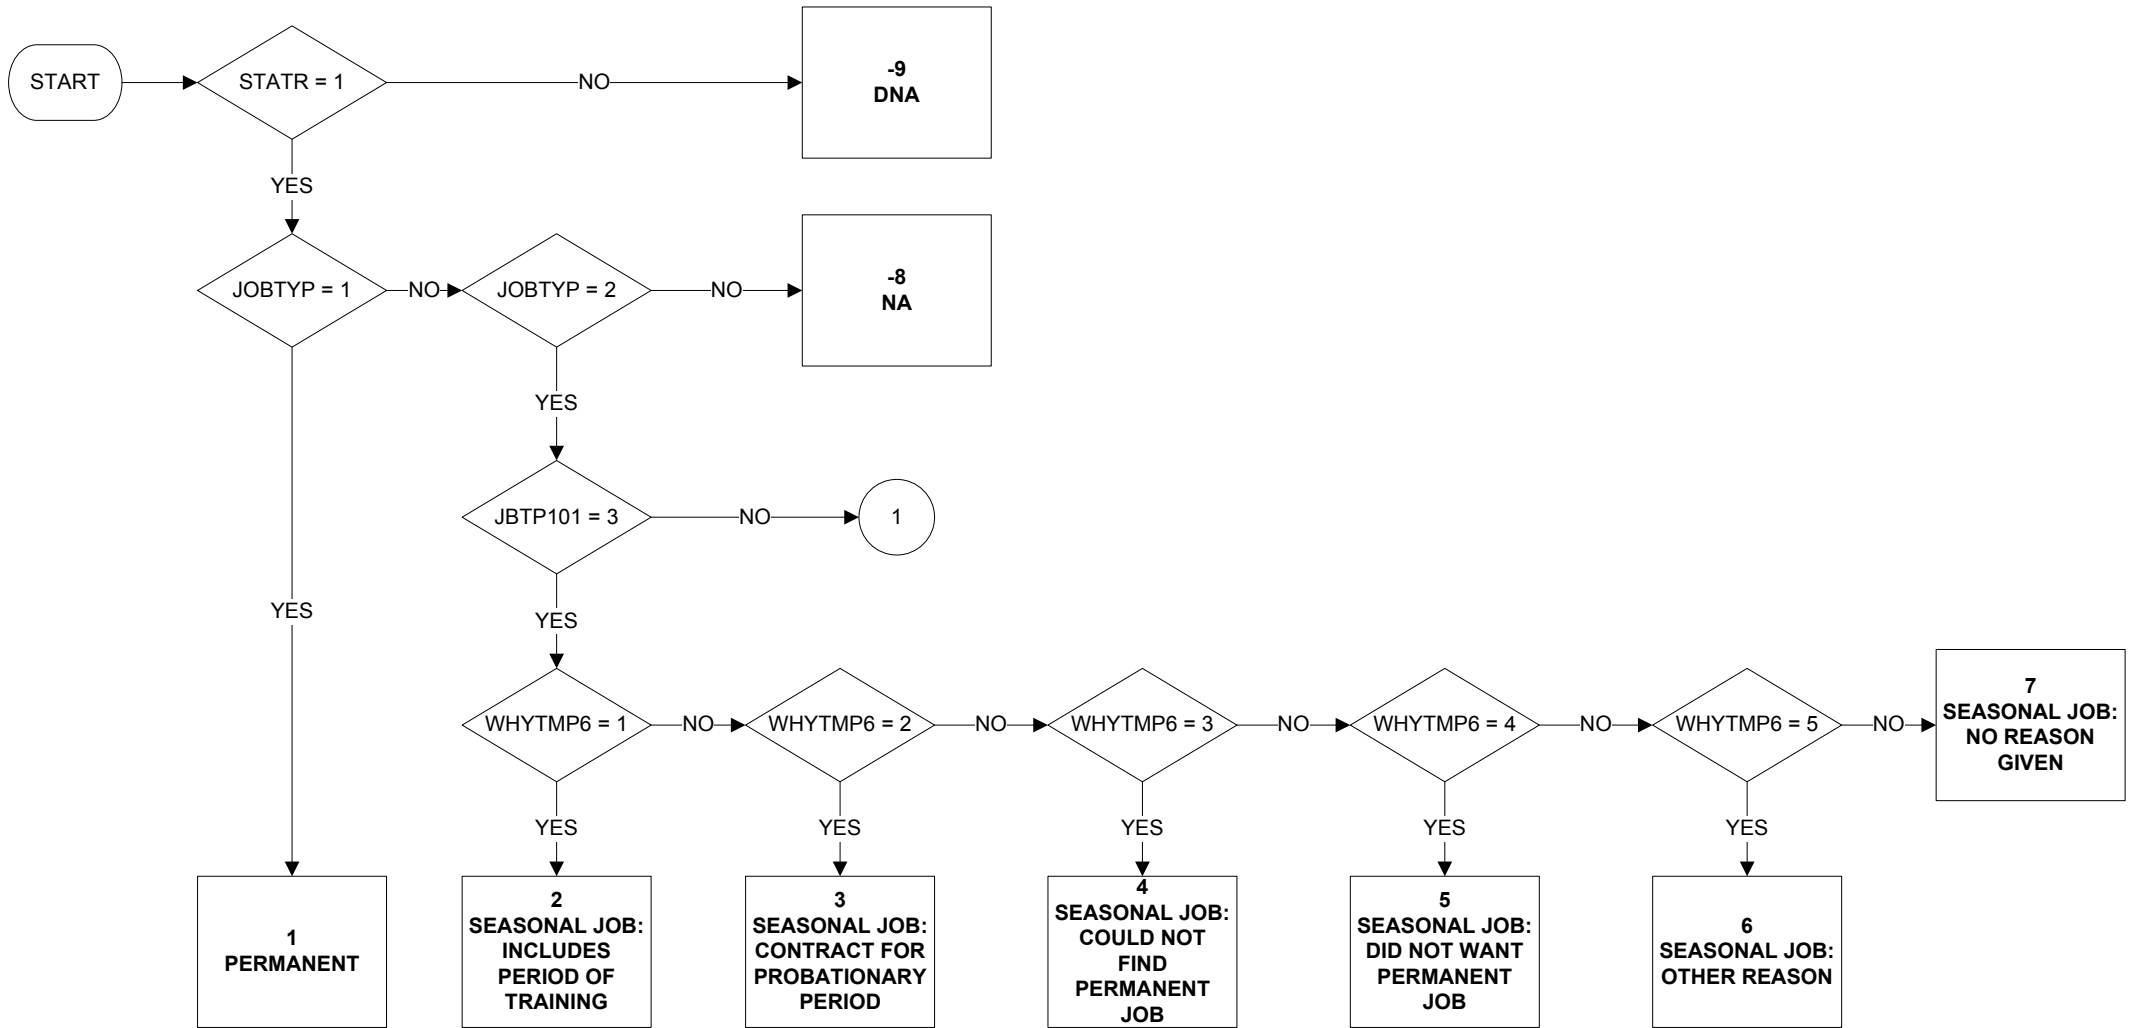 START
STATR = 1
NO
-9
DNA
YES
JOBTYP = 1
NO
JOBTYP = 2
NO
-8
NA
YES
JBTP101 = 3
NO
1
YES
YES
WHYTMP6 = 1
NO
WHYTMP6 = 2
NO
WHYTMP6 = 3
NO
WHYTMP6 = 4
NO
WHYTMP6 = 5
NO
7
SEASONAL JOB:
NO REASON
GIVEN
YES
YES
YES
YES
YES
1
PERMANENT
2
SEASONAL JOB:
INCLUDES
PERIOD OF
TRAINING
3
SEASONAL JOB:
CONTRACT FOR
PROBATIONARY
PERIOD
4
SEASONAL JOB:
COULD NOT
FIND
PERMANENT
JOB
5
SEASONAL JOB:
DID NOT WANT
PERMANENT
JOB
6
SEASONAL JOB:
OTHER REASON